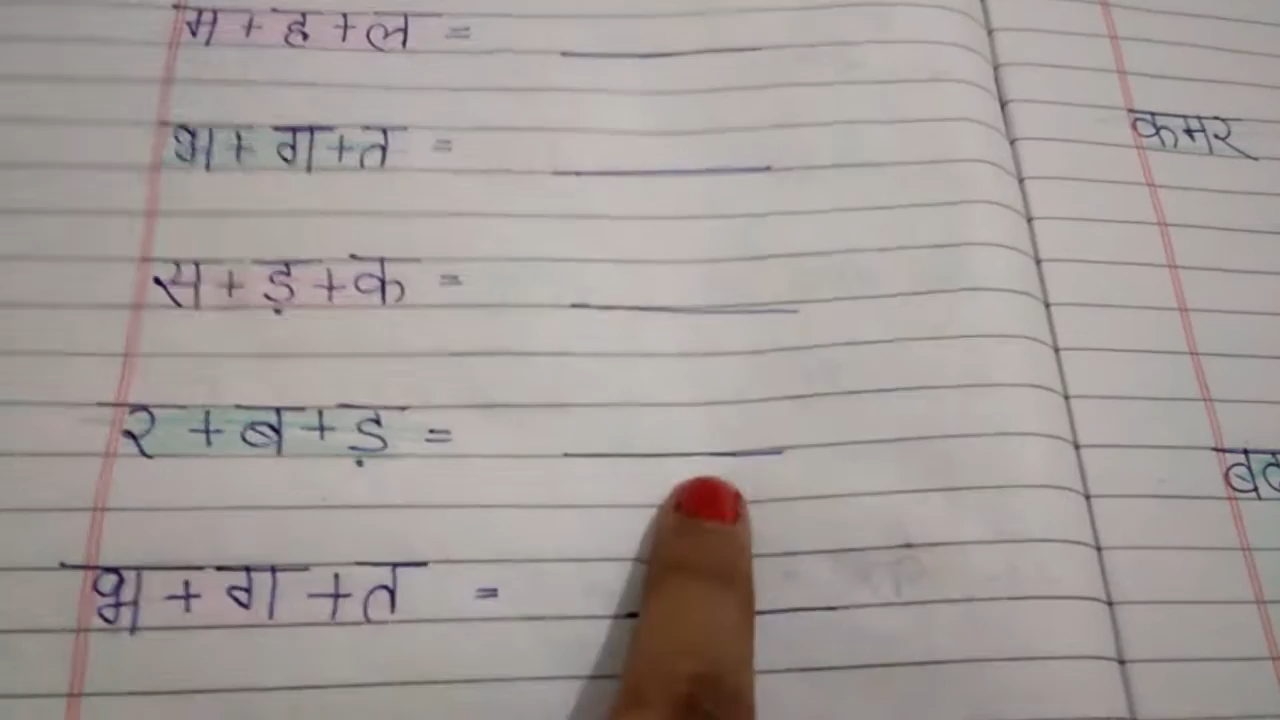 म + ह + ल =
भ + ग + त =
स + ड़ + क =
र + ब + ड़ =
भ + ग + त =
कमर